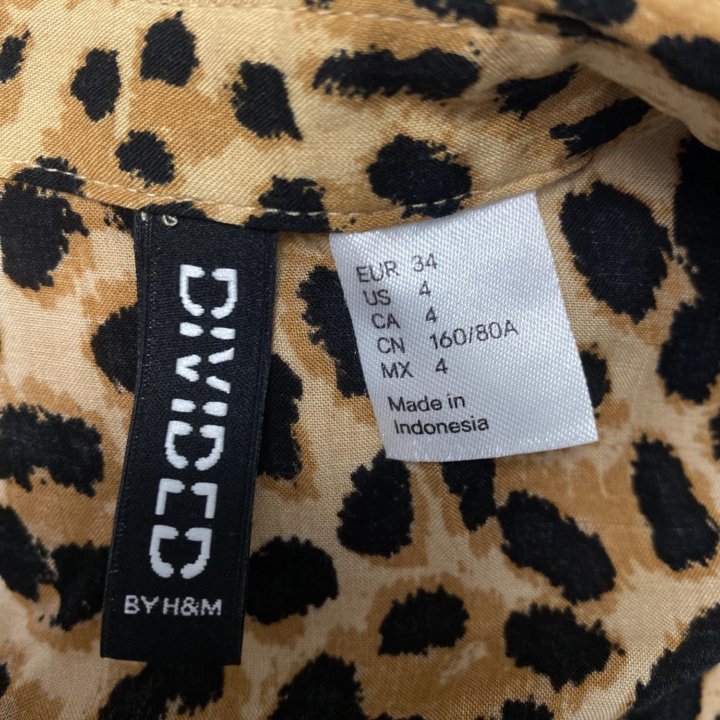 DIVIDED
BY H&M
EUR 34
US 4
CA 4
CN 160/80A
MX 4
Made in
Indonesia